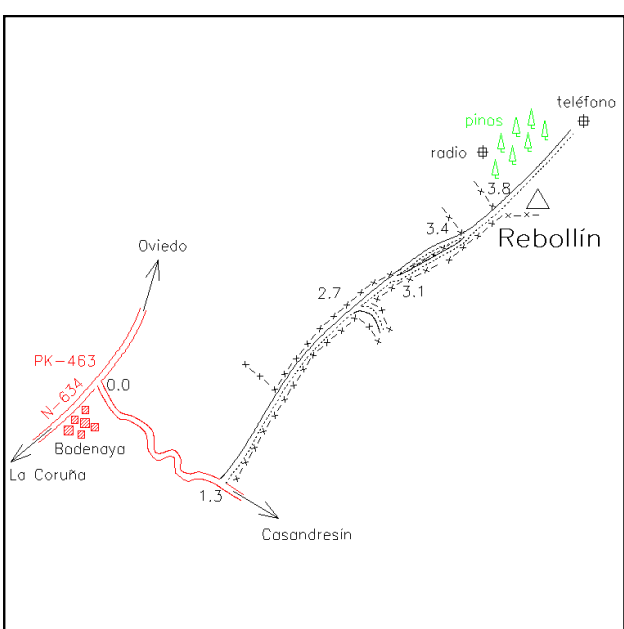 teléfono
pinos
radio
3.8
3.4
Rebollín
Oviedo
2.7
3.1
PK-463
0.0
N-634
Bodenaya
La Coruña
1.3
Casandresín